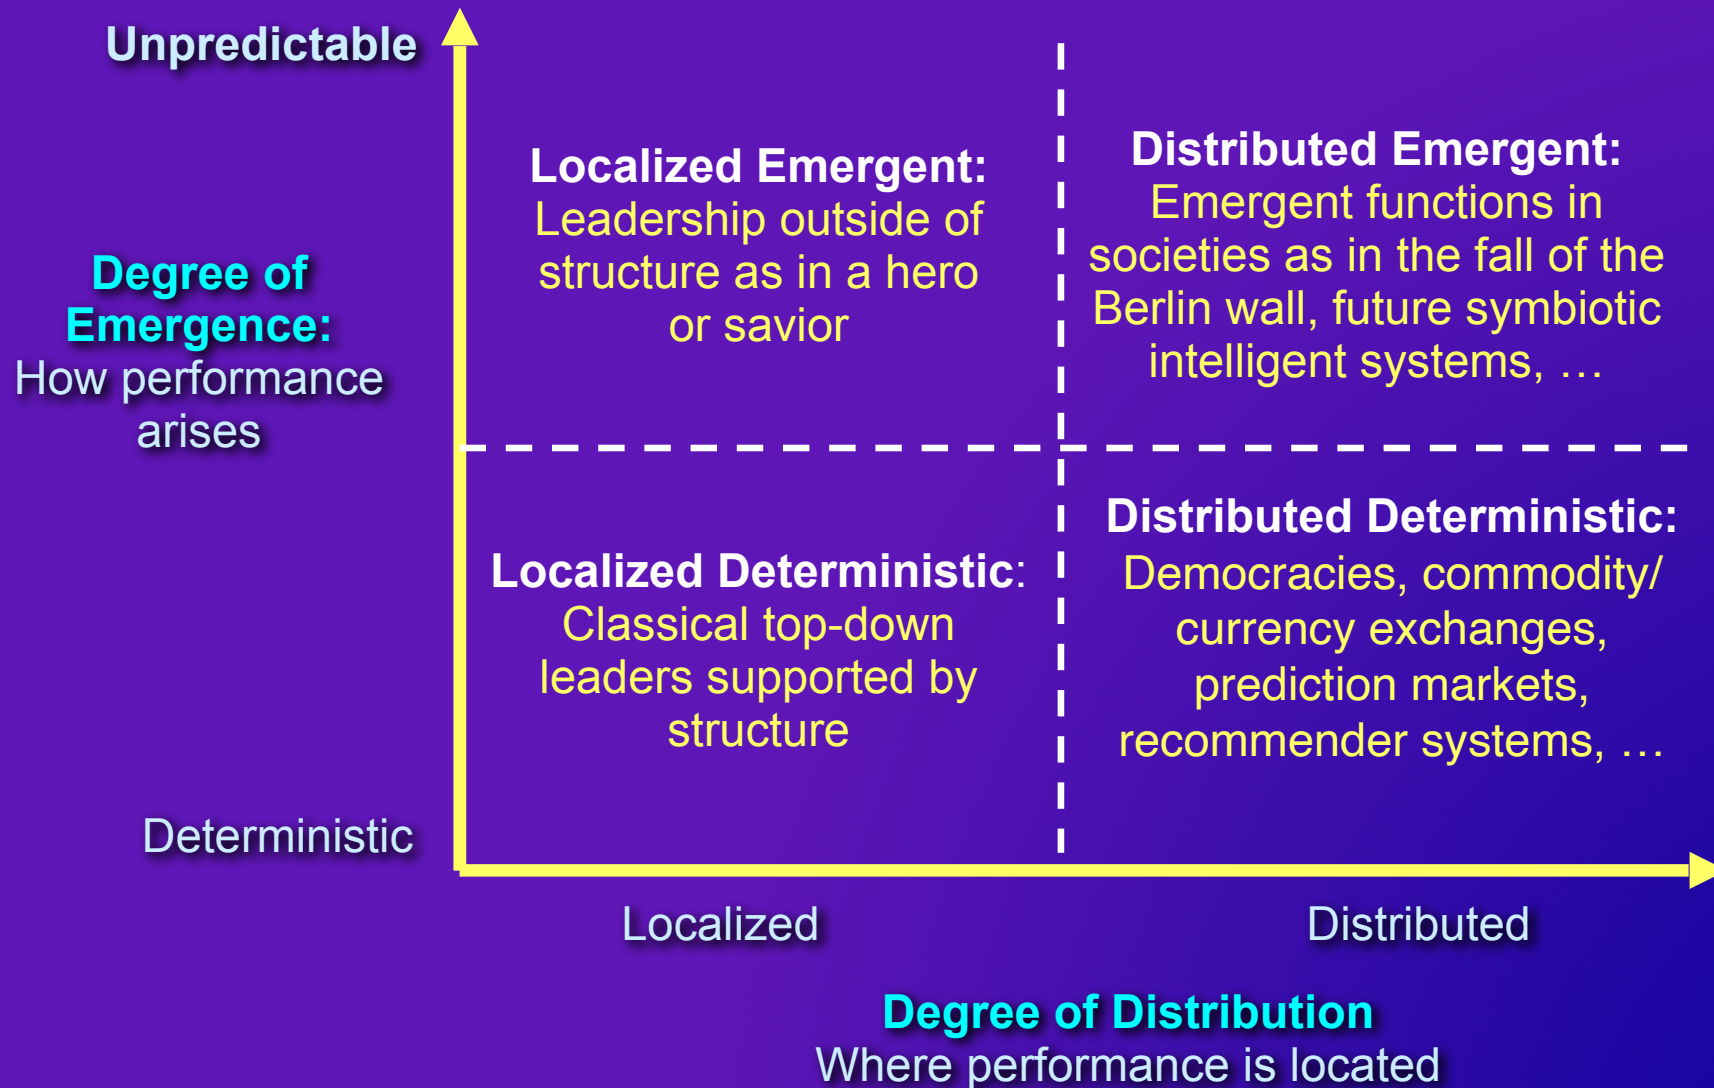 Unpredictable
Degree of
Emergence:
How performance
arises
Deterministic
Localized Emergent:
Leadership outside of
structure as in a hero
or savior
Distributed Emergent:
Emergent functions in
societies as in the fall of the
Berlin wall, future symbiotic
intelligent systems, …
Localized Deterministic:
Classical top-down
leaders supported by
structure
Distributed Deterministic:
Democracies, commodity/
currency exchanges,
prediction markets,
recommender systems, …
Localized
Distributed
Degree of Distribution
Where performance is located